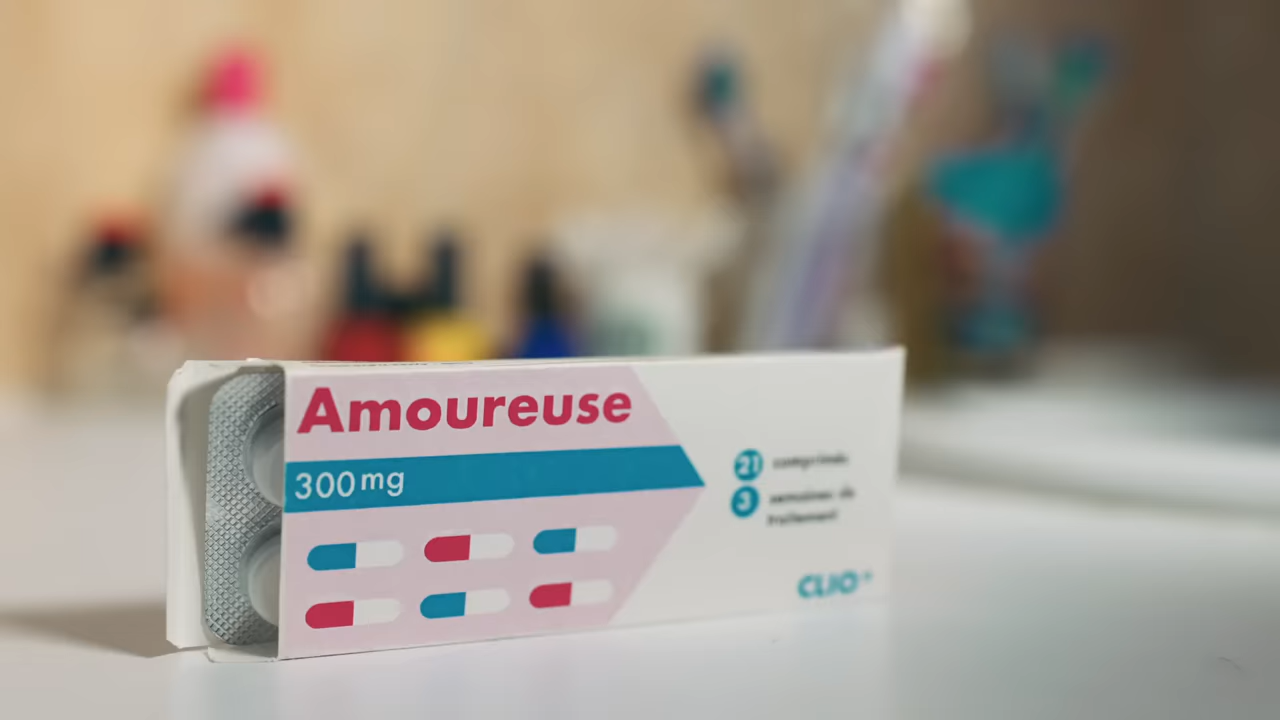 Amoureuse
300mg
21 comprimés
3 semaines de
traitement
CLIO+